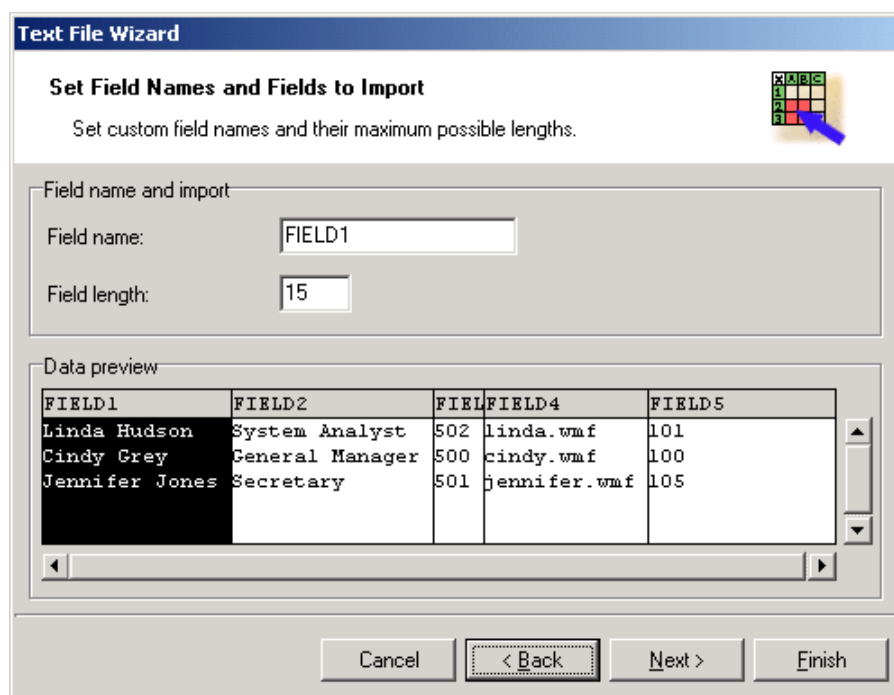 Text File Wizard
Set Field Names and Fields to Import
Set custom field names and their maximum possible lengths.
X A B C
1
2
3
Field name and import
Field name: FIELD1
Field length: 15
Data preview
FIELD1 FIELD2 FIEL FIELD4 FIELD5
Linda Hudson System Analyst 502 linda.wmf 101
Cindy Grey General Manager 500 cindy.wmf 100
Jennifer Jones Secretary 501 jennifer.wmf 105
Cancel < Back Next > Finish